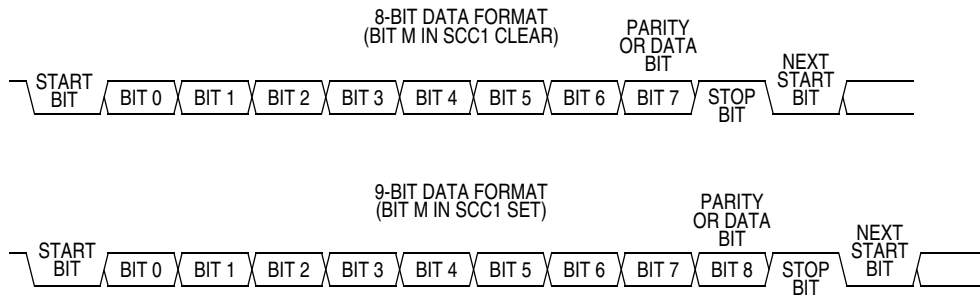 8-BIT DATA FORMAT
(BIT M IN SCC1 CLEAR)
PARITY
OR DATA
BIT
NEXT
START
BIT
START
BIT
BIT 0
BIT 1
BIT 2
BIT 3
BIT 4
BIT 5
BIT 6
BIT 7
STOP
BIT
9-BIT DATA FORMAT
(BIT M IN SCC1 SET)
PARITY
OR DATA
BIT
NEXT
START
BIT
START
BIT
BIT 0
BIT 1
BIT 2
BIT 3
BIT 4
BIT 5
BIT 6
BIT 7
BIT 8
STOP
BIT